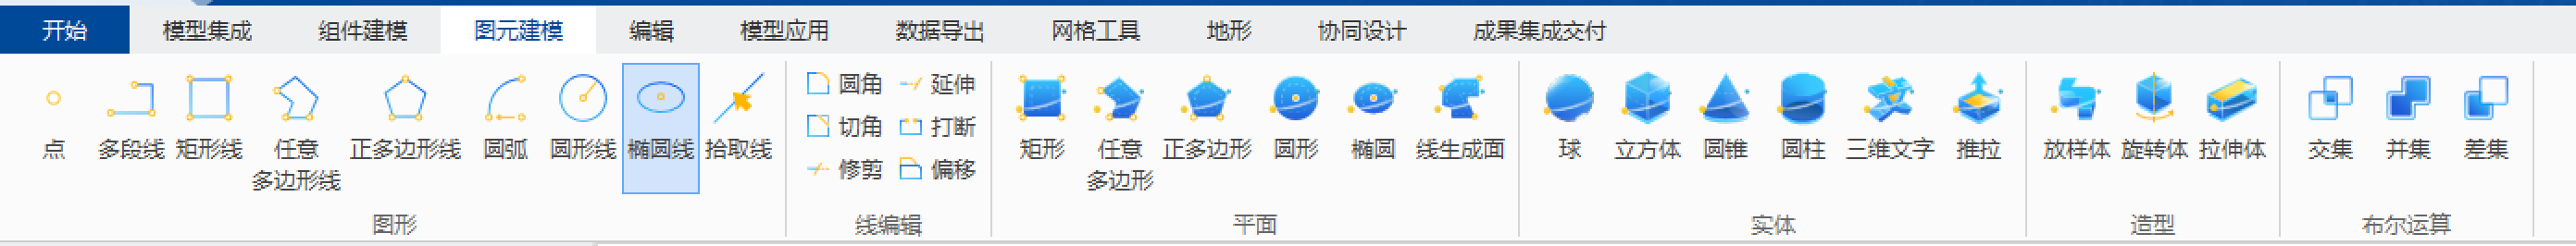 开始 模型集成 组件建模 图元建模 编辑 模型应用 数据导出 网格工具 地形 协同设计 成果集成交付
圆角 延伸
切角 打断
修剪 偏移
点 多段线 矩形线 任意 正多边形线 圆弧 圆形线 椭圆线 拾取线 矩形 任意 正多边形 圆形 椭圆 线生成面 球 立方体 圆锥 圆柱 三维文字 推拉 放样体 旋转体 拉伸体 交集 并集 差集
多边形线 多边形
图形 线编辑 平面 实体 造型 布尔运算